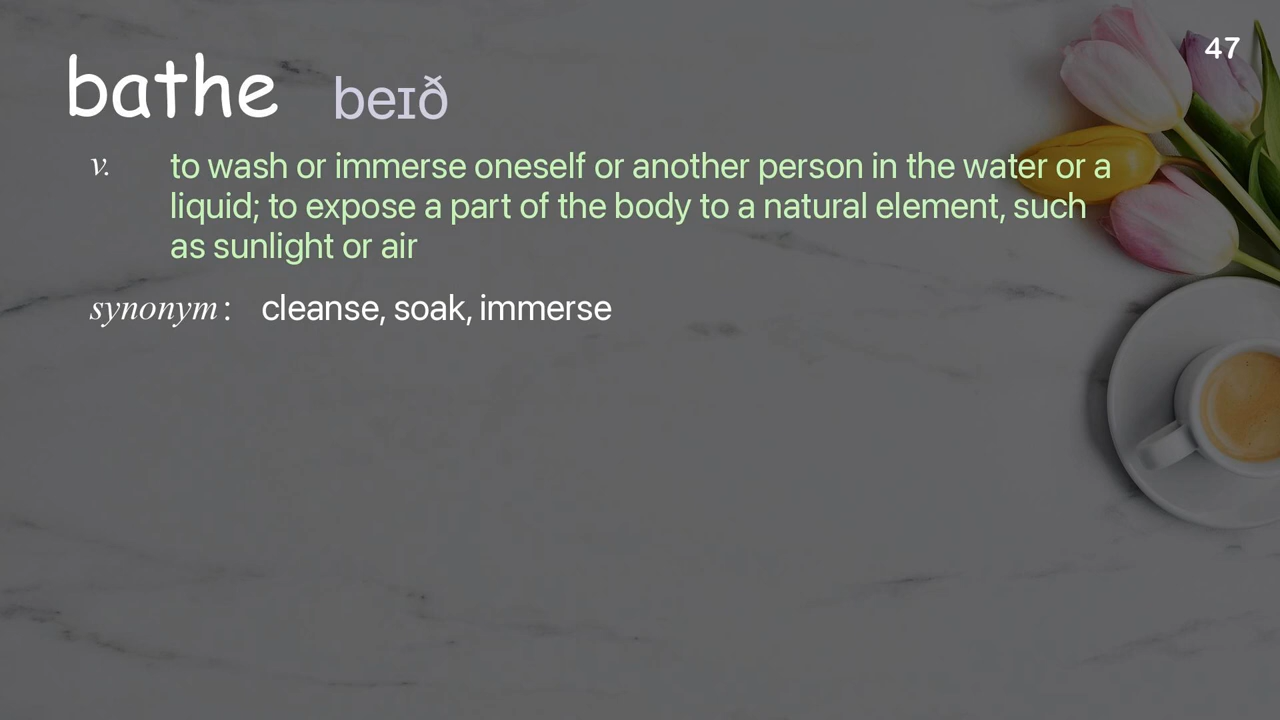 47
bathe beɪð
v. to wash or immerse oneself or another person in the water or a
liquid; to expose a part of the body to a natural element, such
as sunlight or air
synonym: cleanse, soak, immerse